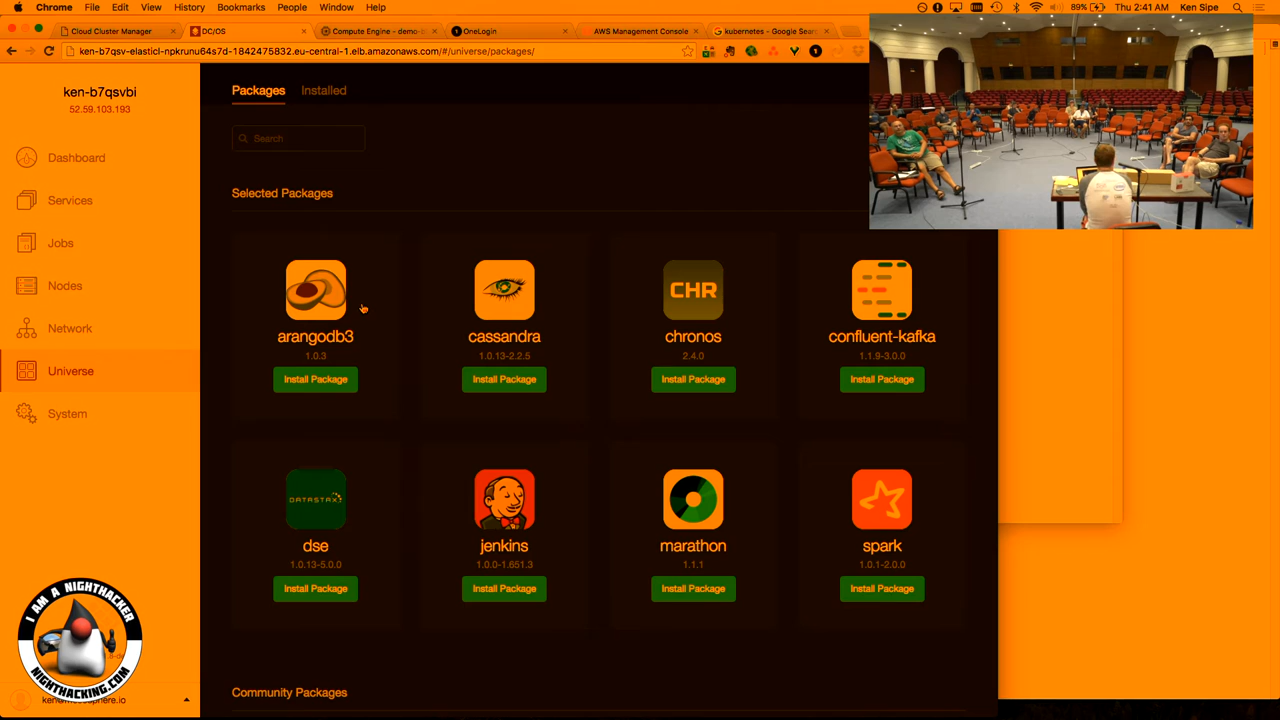 Chrome File Edit View History Bookmarks People Window Help
89% Thu 2:41 AM Ken Sipe
Cloud Cluster Manager
DC/OS
Compute Engine - demo-b
OneLogin
AWS Management Console
kubernetes - Google Sear
ken-b7qsv-elasticl-npkrunu64s7d-1842475832.eu-central-1.elb.amazonaws.com/#/universe/packages/
ken-b7qsvbi
52.59.103.193
Dashboard
Services
Jobs
Nodes
Network
Universe
System
Packages Installed
Search
Selected Packages
arangodb3
1.0.3
Install Package
cassandra
1.0.13-2.2.5
Install Package
CHR
chronos
2.4.0
Install Package
confluent-kafka
1.1.9-3.0.0
Install Package
DATASTAX
dse
1.0.13-5.0.0
Install Package
jenkins
1.0.0-1.651.3
Install Package
marathon
1.1.1
Install Package
spark
1.0.1-2.0.0
Install Package
Community Packages
I AM A NIGHTHACKER
NIGHTHACKING.COM